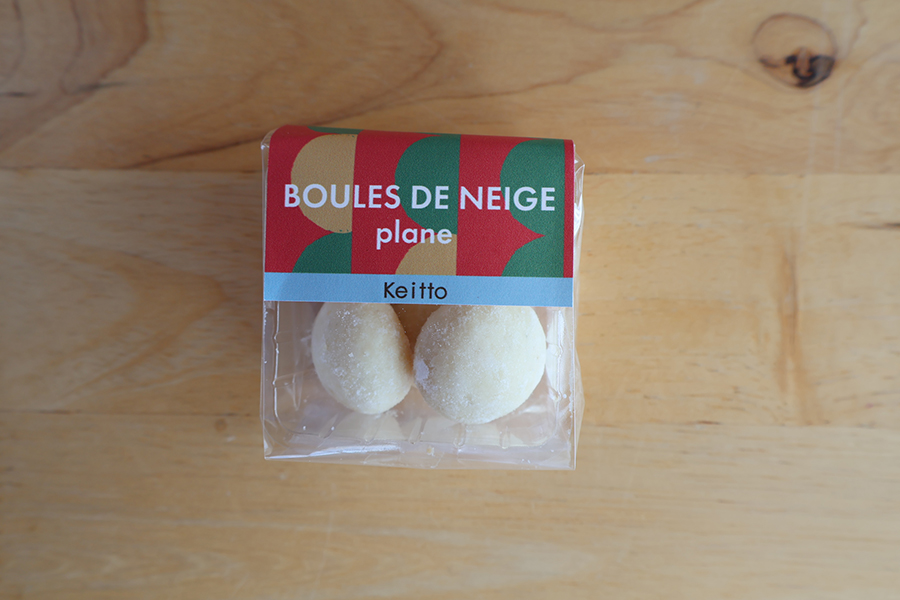 BOULES DE NEIGE
plane
Keitto